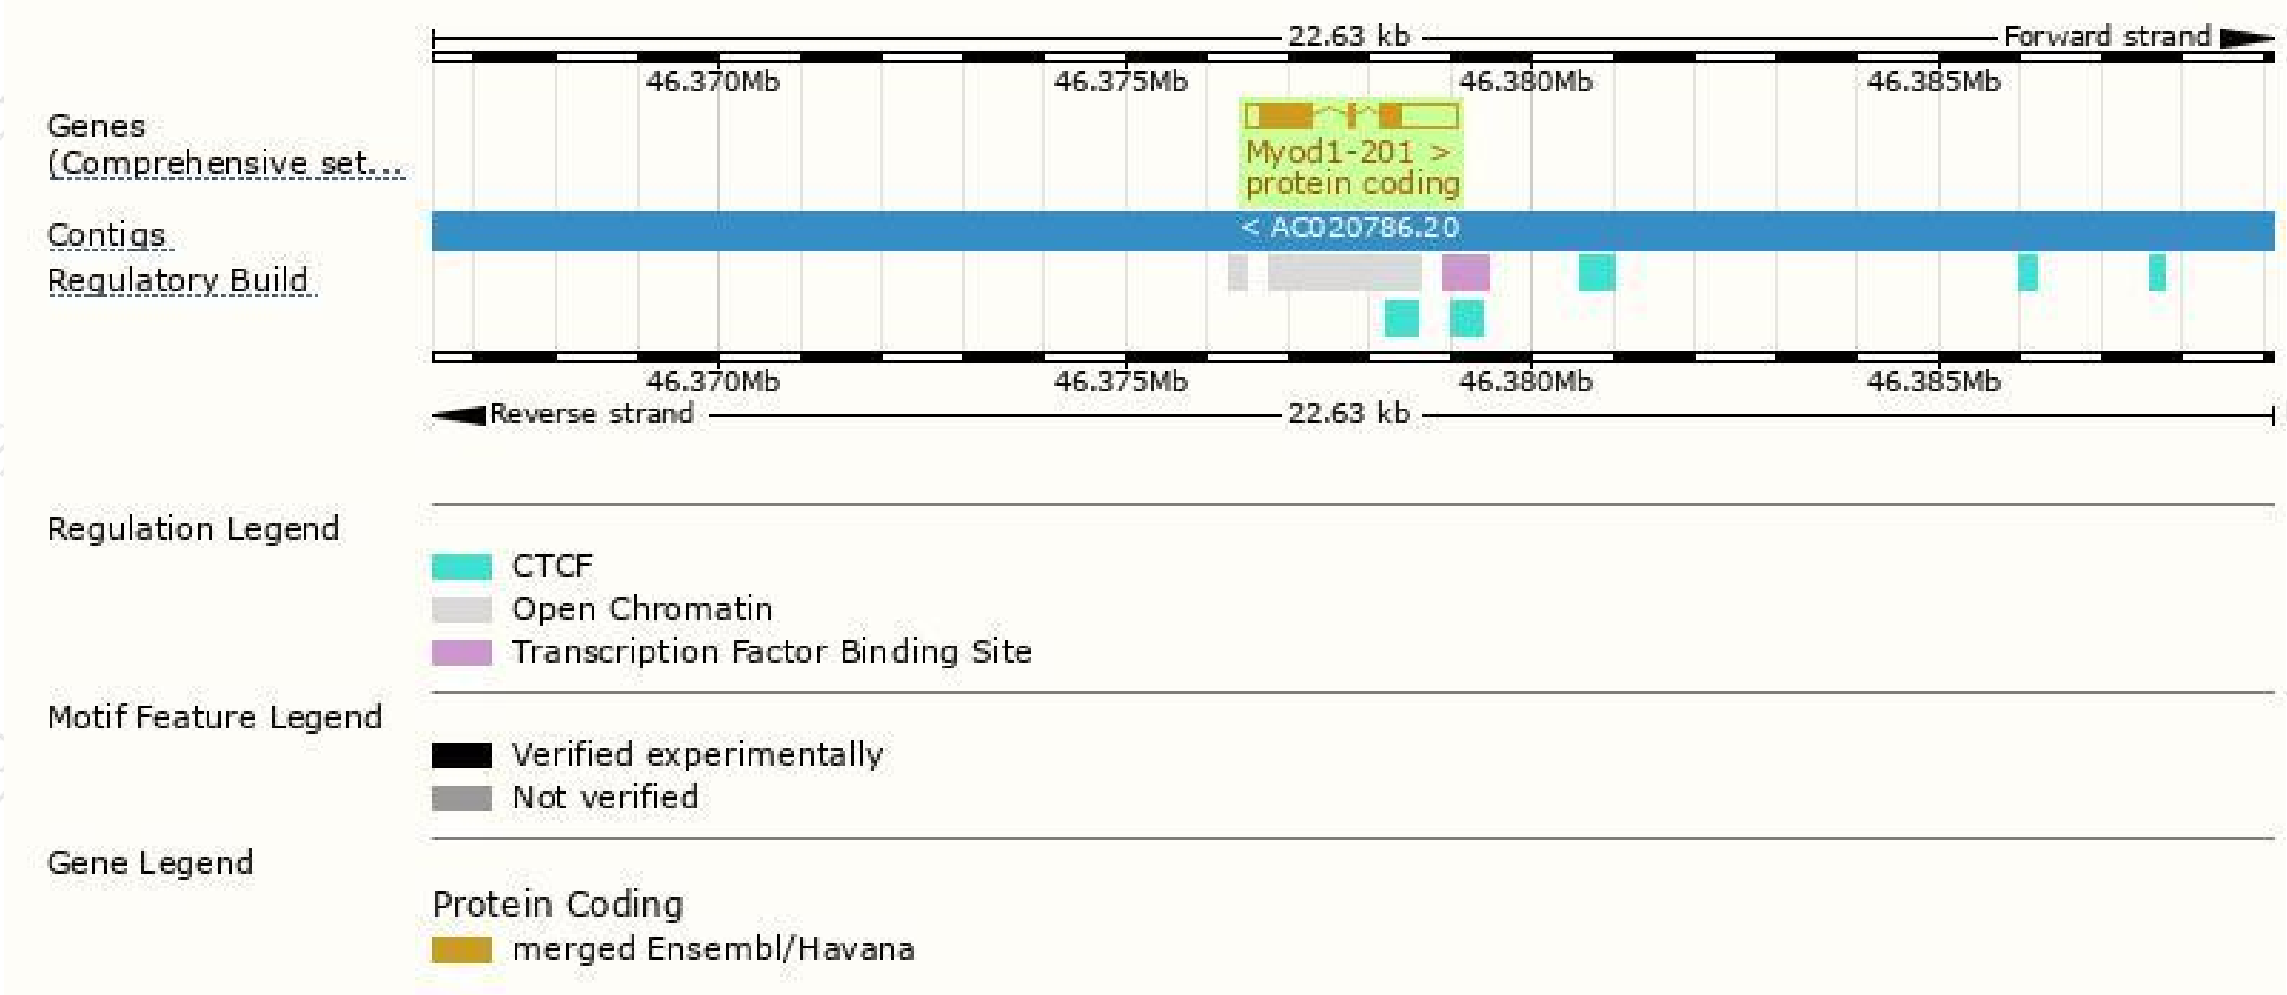 22.63 kb Forward strand
46.370Mb 46.375Mb 46.380Mb 46.385Mb
Genes
(Comprehensive set...
Myod1-201 >
protein coding
Contigs
< AC020786.20
Regulatory Build
46.370Mb 46.375Mb 46.380Mb 46.385Mb
Reverse strand 22.63 kb
Regulation Legend
CTCF
Open Chromatin
Transcription Factor Binding Site
Motif Feature Legend
Verified experimentally
Not verified
Gene Legend
Protein Coding
merged Ensembl/Havana